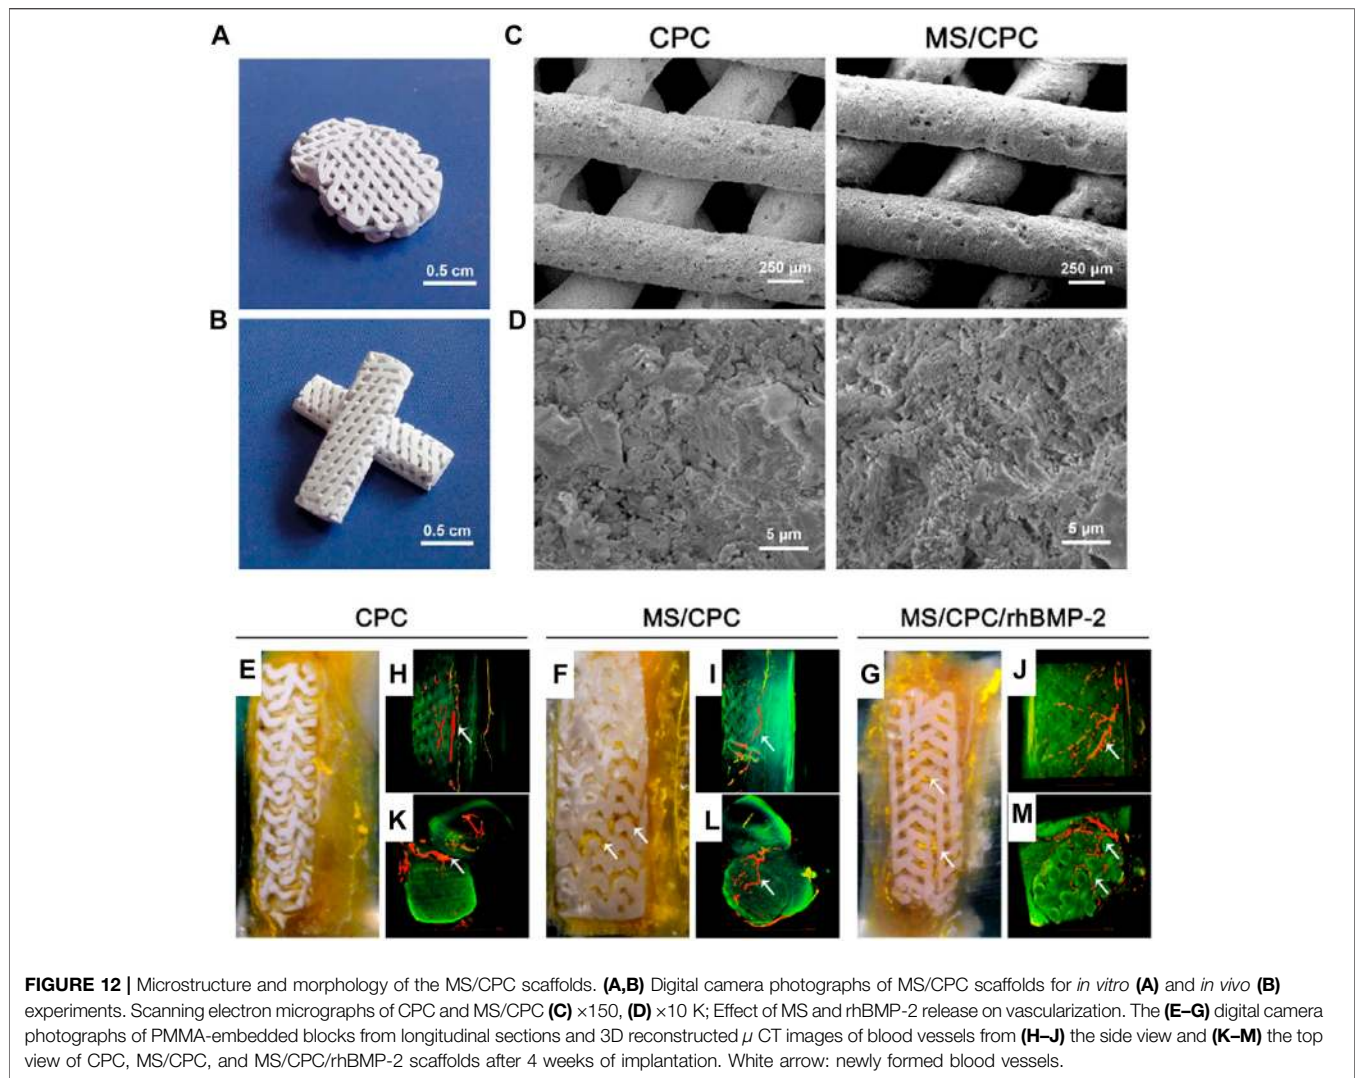 A
C
CPC
MS/CPC
0.5 cm
250 µm
250 µm
B
D
0.5 cm
5 µm
5 µm
CPC
MS/CPC
MS/CPC/rhBMP-2
E
H
F
I
G
J
K
L
M
FIGURE 12 | Microstructure and morphology of the MS/CPC scaffolds. (A,B) Digital camera photographs of MS/CPC scaffolds for in vitro (A) and in vivo (B)
experiments. Scanning electron micrographs of CPC and MS/CPC (C) ×150, (D) ×10 K; Effect of MS and rhBMP-2 release on vascularization. The (E–G) digital camera
photographs of PMMA-embedded blocks from longitudinal sections and 3D reconstructed µ CT images of blood vessels from (H–J) the side view and (K–M) the top
view of CPC, MS/CPC, and MS/CPC/rhBMP-2 scaffolds after 4 weeks of implantation. White arrow: newly formed blood vessels.